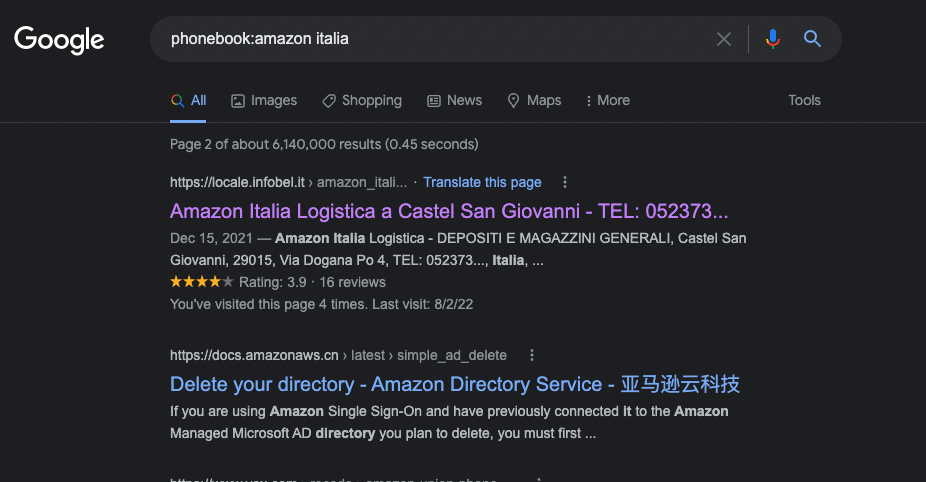 Google
phonebook:amazon italia
All Images Shopping News Maps More Tools
Page 2 of about 6,140,000 results (0.45 seconds)
https://locale.infobel.it › amazon_itali... · Translate this page
Amazon Italia Logistica a Castel San Giovanni - TEL: 052373...
Dec 15, 2021 — Amazon Italia Logistica - DEPOSITI E MAGAZZINI GENERALI, Castel San
Giovanni, 29015, Via Dogana Po 4, TEL: 052373..., Italia, ...
Rating: 3.9 · 16 reviews
You've visited this page 4 times. Last visit: 8/2/22
https://docs.amazonaws.cn › latest › simple_ad_delete
Delete your directory - Amazon Directory Service - 亚马逊云科技
If you are using Amazon Single Sign-On and have previously connected it to the Amazon
Managed Microsoft AD directory you plan to delete, you must first ...